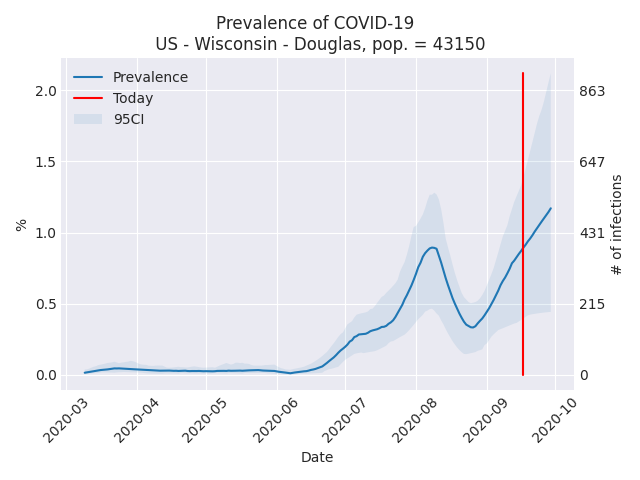 Prevalence of COVID-19
US - Wisconsin - Douglas, pop. = 43150
Prevalence
Today
95CI
2.0
1.5
1.0
0.5
0.0
%
863
647
431
215
0
# of infections
2020-03
2020-04
2020-05
2020-06
2020-07
2020-08
2020-09
2020-10
Date